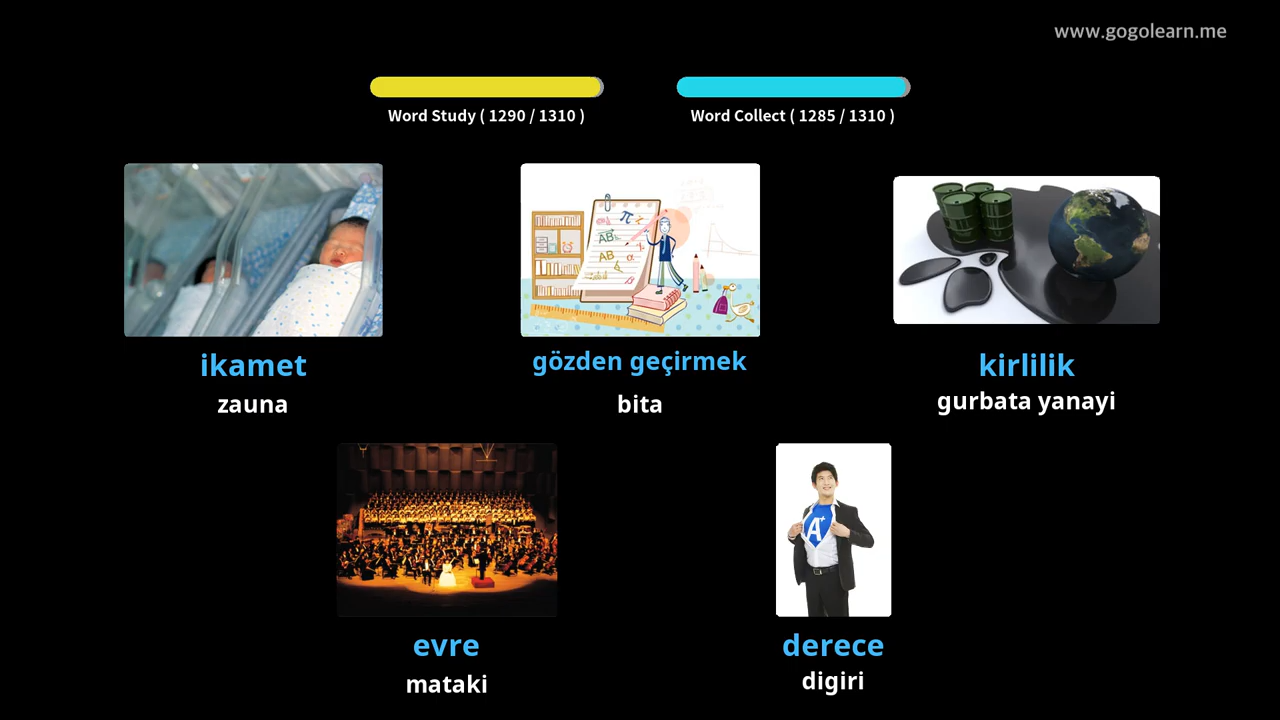 www.gogolearn.me
Word Study ( 1290 / 1310 )
Word Collect ( 1285 / 1310 )
ikamet
zauna
gözden geçirmek
bita
kirlilik
gurbata yanayi
evre
mataki
derece
digiri